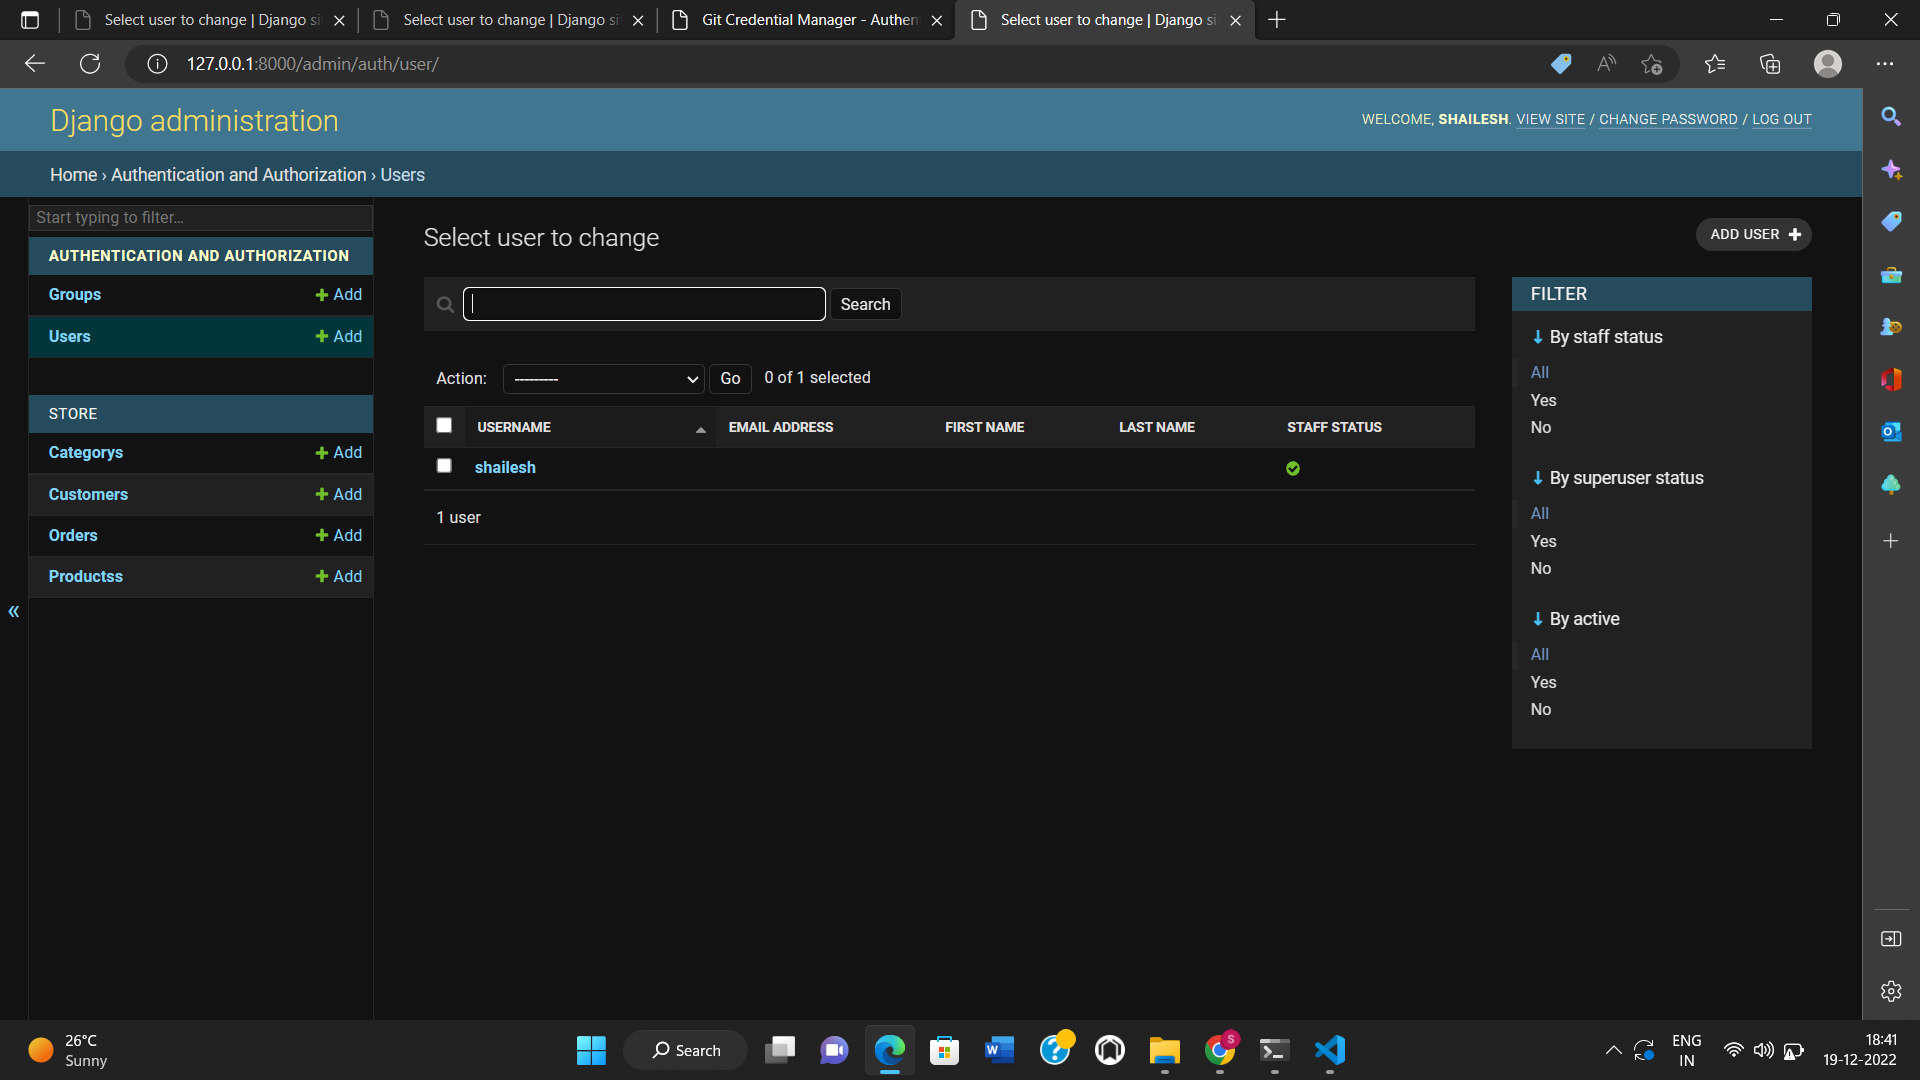 Select user to change | Django si
Select user to change | Django si
Git Credential Manager - Authen
Select user to change | Django si
127.0.0.1:8000/admin/auth/user/
Django administration
WELCOME, SHAILESH. VIEW SITE / CHANGE PASSWORD / LOG OUT
Home › Authentication and Authorization › Users
Start typing to filter...
AUTHENTICATION AND AUTHORIZATION
Groups + Add
Users + Add
STORE
Categorys + Add
Customers + Add
Orders + Add
Productss + Add
«
Select user to change
ADD USER +
Search
Action: --------- Go 0 of 1 selected
USERNAME EMAIL ADDRESS FIRST NAME LAST NAME STAFF STATUS
shailesh
1 user
FILTER
↓ By staff status
All
Yes
No
↓ By superuser status
All
Yes
No
↓ By active
All
Yes
No
26°C
Sunny
Search
S
ENG
IN
18:41
19-12-2022